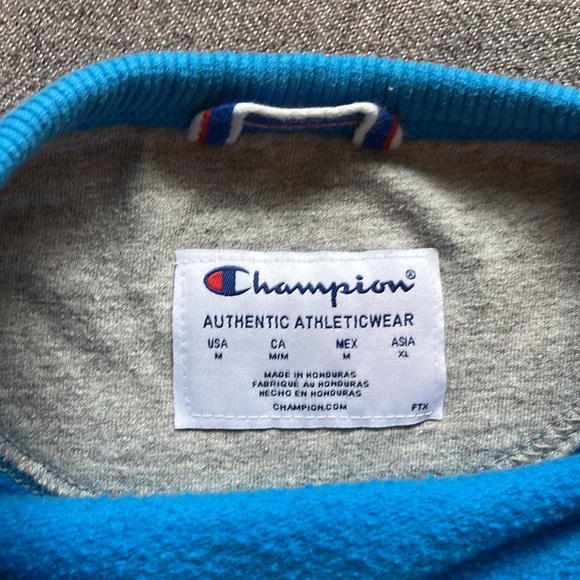 Champion®
AUTHENTIC ATHLETICWEAR
USA CA MEX ASIA
M M/M M XL
MADE IN HONDURAS
FABRIQUE AU HONDURAS
HECHO EN HONDURAS
CHAMPION.COM FTX